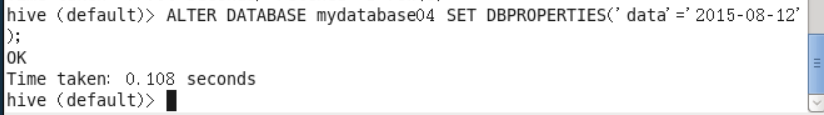 hive (default)> ALTER DATABASE mydatabase04 SET DBPROPERTIES('data'='2015-08-12'
);
OK
Time taken: 0.108 seconds
hive (default)>